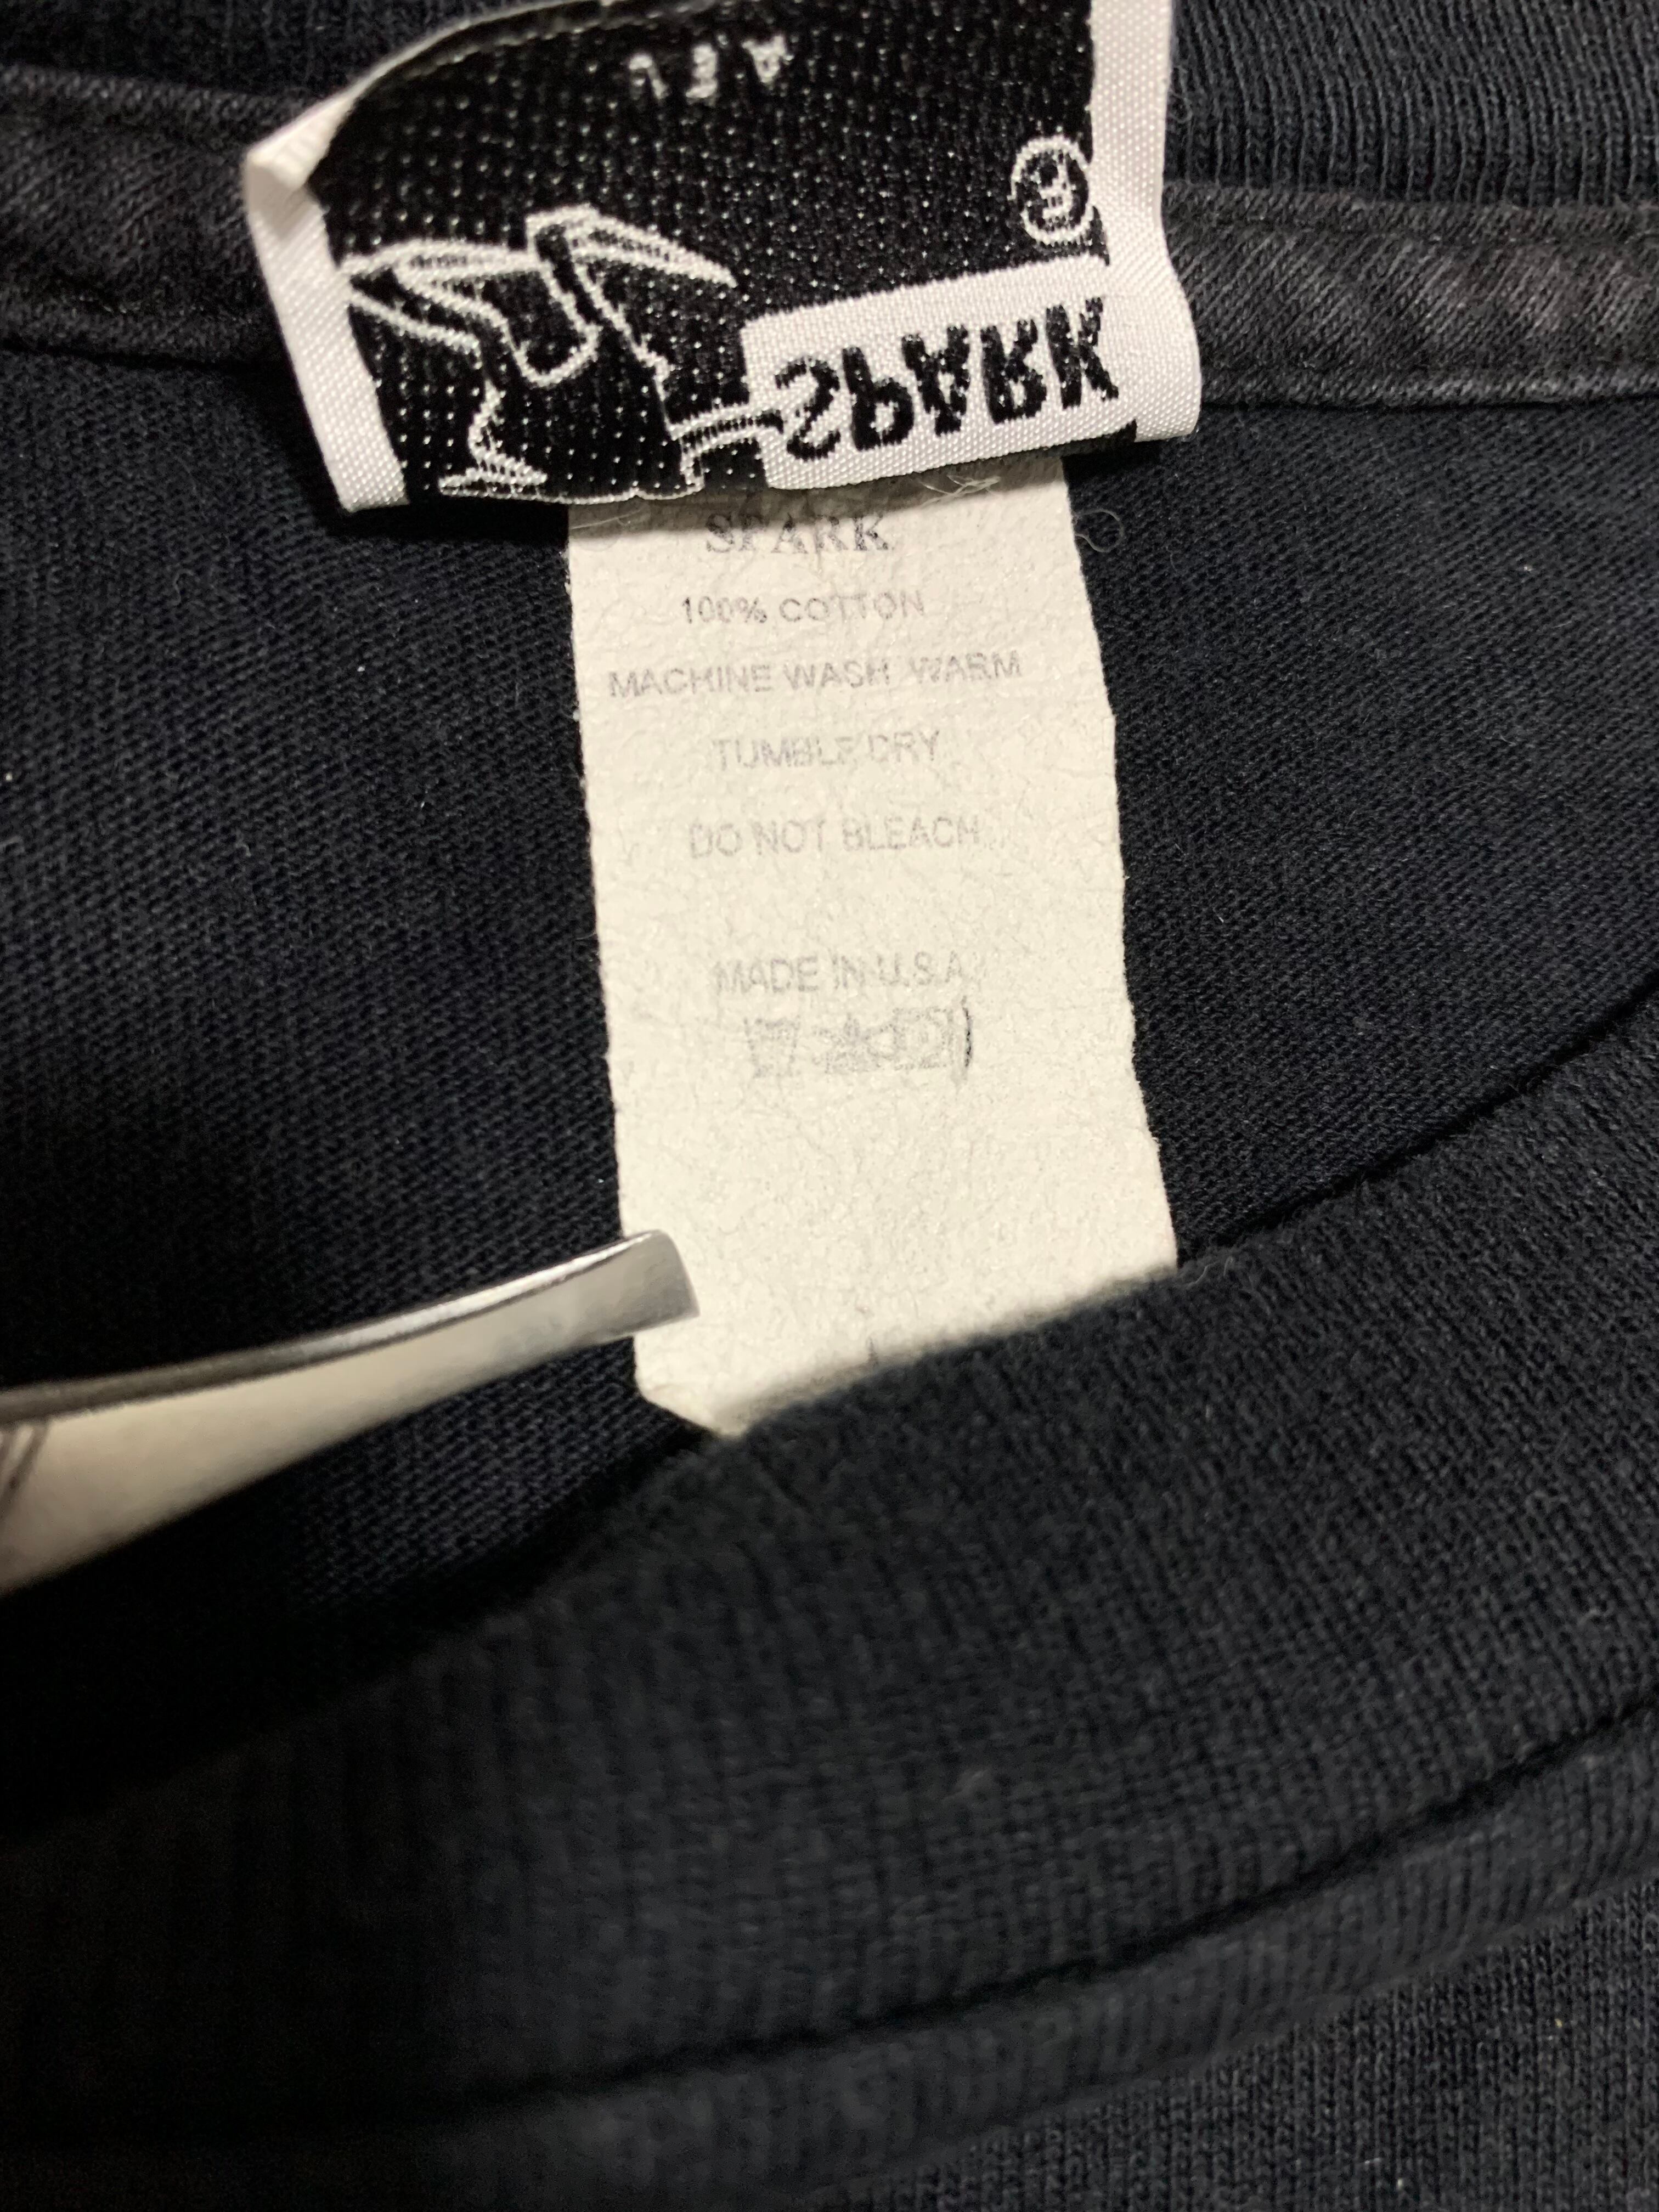 SPARK
®
SPARK
100% COTTON
MACHINE WASH WARM
TUMBLE DRY
DO NOT BLEACH
MADE IN U.S.A